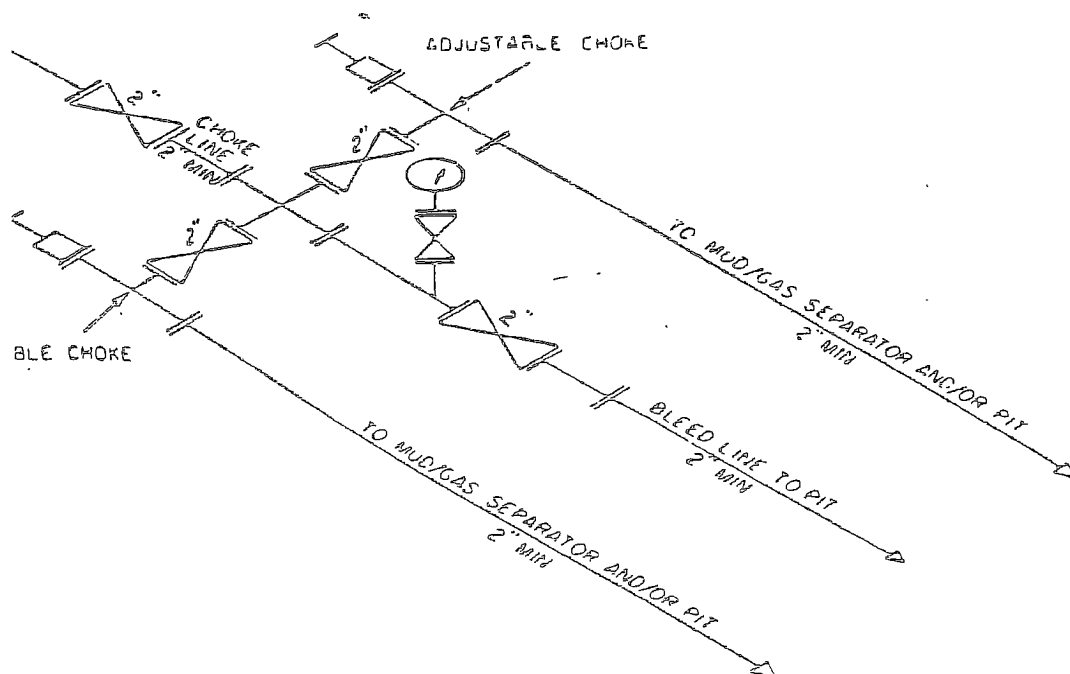 ADJUSTABLE CHOKE
2"
CHOKE
LINE
2" MIN
2"
2"
BLE CHOKE
2"
TO MUD/GAS SEPARATOR AND/OR PIT
2" MIN
BLEED LINE TO PIT
2" MIN
TO MUD/GAS SEPARATOR AND/OR PIT
2" MIN